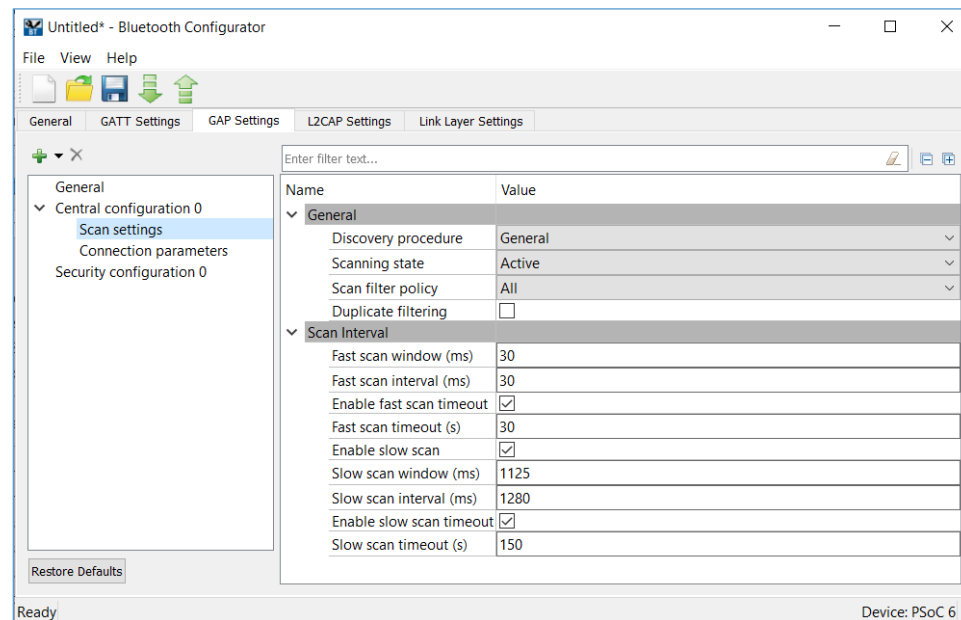 Untitled* - Bluetooth Configurator
File View Help
General GATT Settings GAP Settings L2CAP Settings Link Layer Settings
Enter filter text...
General
Central configuration 0
Scan settings
Connection parameters
Security configuration 0
Restore Defaults
Name Value
General
Discovery procedure General
Scanning state Active
Scan filter policy All
Duplicate filtering
Scan Interval
Fast scan window (ms) 30
Fast scan interval (ms) 30
Enable fast scan timeout
Fast scan timeout (s) 30
Enable slow scan
Slow scan window (ms) 1125
Slow scan interval (ms) 1280
Enable slow scan timeout
Slow scan timeout (s) 150
Ready Device: PSoC 6